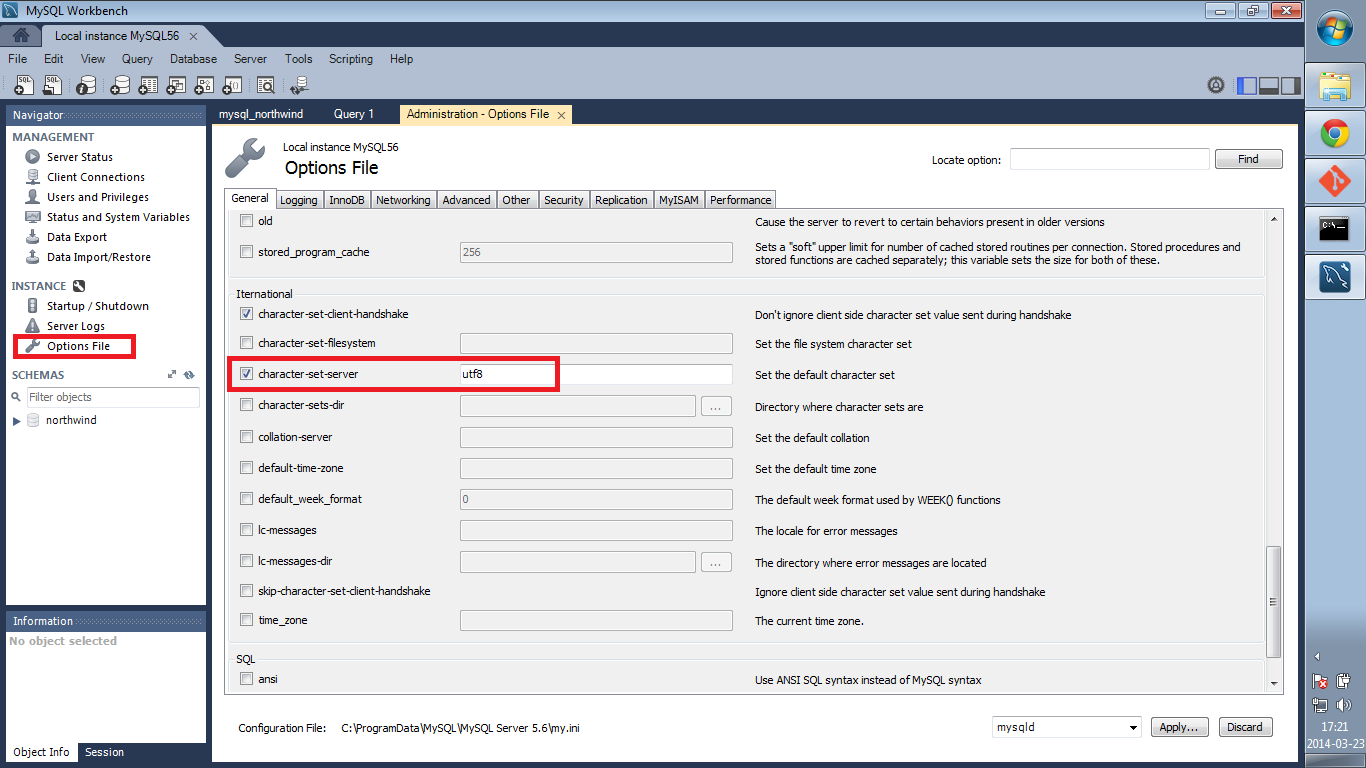 MySQL Workbench
Local instance MySQL56
File Edit View Query Database Server Tools Scripting Help
Navigator
MANAGEMENT
Server Status
Client Connections
Users and Privileges
Status and System Variables
Data Export
Data Import/Restore
INSTANCE
Startup / Shutdown
Server Logs
Options File
SCHEMAS
Filter objects
northwind
Information
No object selected
Object Info Session
mysql_northwind Query 1 Administration - Options File
Local instance MySQL56
Options File
Locate option: Find
General Logging InnoDB Networking Advanced Other Security Replication MyISAM Performance
old Cause the server to revert to certain behaviors present in older versions
stored_program_cache 256 Sets a "soft" upper limit for number of cached stored routines per connection. Stored procedures and
stored functions are cached separately; this variable sets the size for both of these.
Iternational
character-set-client-handshake Don't ignore client side character set value sent during handshake
character-set-filesystem Set the file system character set
character-set-server utf8 Set the default character set
character-sets-dir ... Directory where character sets are
collation-server Set the default collation
default-time-zone Set the default time zone
default_week_format 0 The default week format used by WEEK() functions
lc-messages The locale for error messages
lc-messages-dir ... The directory where error messages are located
skip-character-set-client-handshake Ignore client side character set value sent during handshake
time_zone The current time zone.
SQL
ansi Use ANSI SQL syntax instead of MySQL syntax
Configuration File: C:\ProgramData\MySQL\MySQL Server 5.6\my.ini mysqld Apply... Discard
17:21
2014-03-23